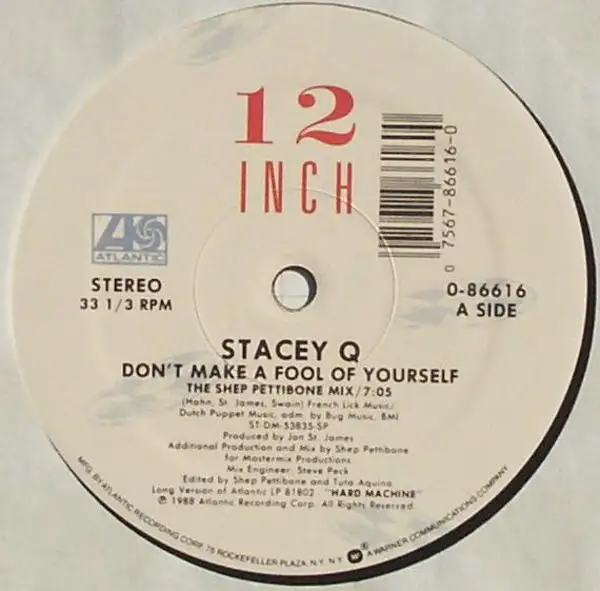 12
INCH
0 7567-86616-0
ATLANTIC
STEREO
33 1/3 RPM
0-86616
A SIDE
STACEY Q
DON'T MAKE A FOOL OF YOURSELF
THE SHEP PETTIBONE MIX/7:05
(Hahn, St. James, Swain) French Lick Music/
Dutch Puppet Music, adm. by Bug Music, BMI
ST-DM-53835-SP
Produced by Jon St. James
Additional Production and Mix by Shep Pettibone
for Mastermix Productions
Mix Engineer: Steve Peck
Edited by Shep Pettibone and Tuta Aquino
Long Version of Atlantic LP 81802 "HARD MACHINE"
℗ 1988 Atlantic Recording Corp. All Rights Reserved
MFG. BY ATLANTIC RECORDING CORP., 75 ROCKEFELLER PLAZA, N.Y. N.Y. W ® A WARNER COMMUNICATIONS COMPANY